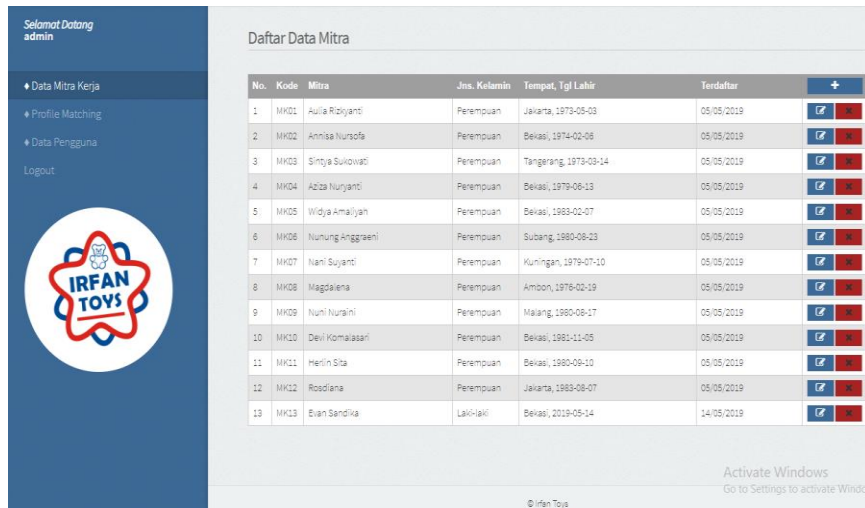 Selamat Datang
admin
♦ Data Mitra Kerja
♦ Profile Matching
♦ Data Pengguna
Logout
IRFAN
TOYS
Daftar Data Mitra
No. Kode Mitra Jns. Kelamin Tempat, Tgl Lahir Terdaftar +
1 MK01 Aulia Rizkyanti Perempuan Jakarta, 1973-05-03 05/05/2019
2 MK02 Annisa Nursofa Perempuan Bekasi, 1974-02-06 05/05/2019
3 MK03 Sintya Sukowati Perempuan Tangerang, 1973-03-14 05/05/2019
4 MK04 Aziza Nuryanti Perempuan Bekasi, 1979-06-13 05/05/2019
5 MK05 Widya Amaliyah Perempuan Bekasi, 1983-02-07 05/05/2019
6 MK06 Nunung Anggraeni Perempuan Subang, 1980-08-23 05/05/2019
7 MK07 Nani Suyanti Perempuan Kuningan, 1979-07-10 05/05/2019
8 MK08 Magdalena Perempuan Ambon, 1976-02-19 05/05/2019
9 MK09 Nuni Nuraini Perempuan Malang, 1980-08-17 05/05/2019
10 MK10 Devi Komalasari Perempuan Bekasi, 1981-11-05 05/05/2019
11 MK11 Herlin Sita Perempuan Bekasi, 1980-09-10 05/05/2019
12 MK12 Rosdiana Perempuan Jakarta, 1983-08-07 05/05/2019
13 MK13 Evan Sandika Laki-laki Bekasi, 2019-05-14 14/05/2019
Activate Windows
Go to Settings to activate Windo
© Irfan Toys